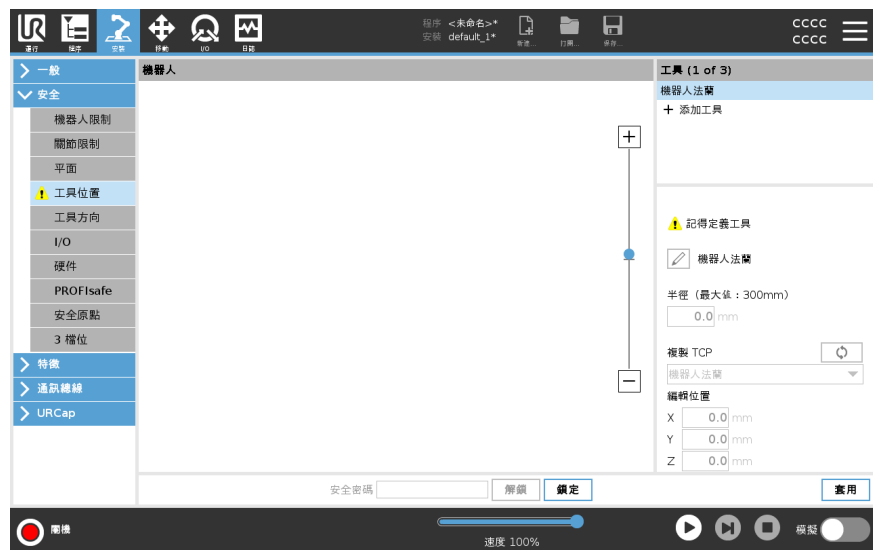 UR
運行 程序 安裝 移動 I/O 日誌
程序 <未命名>*
安裝 default_1*
新建... 打開... 保存...
CCCC
CCCC
一般
安全
機器人限制
關節限制
平面
工具位置
工具方向
I/O
硬件
PROFIsafe
安全原點
3 檔位
特徵
通訊總線
URCap
機器人
工具 (1 of 3)
機器人法蘭
添加工具
記得定義工具
機器人法蘭
半徑（最大值：300mm）
0.0 mm
複製 TCP
機器人法蘭
編輯位置
X 0.0 mm
Y 0.0 mm
Z 0.0 mm
安全密碼 解鎖 鎖定 套用
關機
速度 100%
模擬